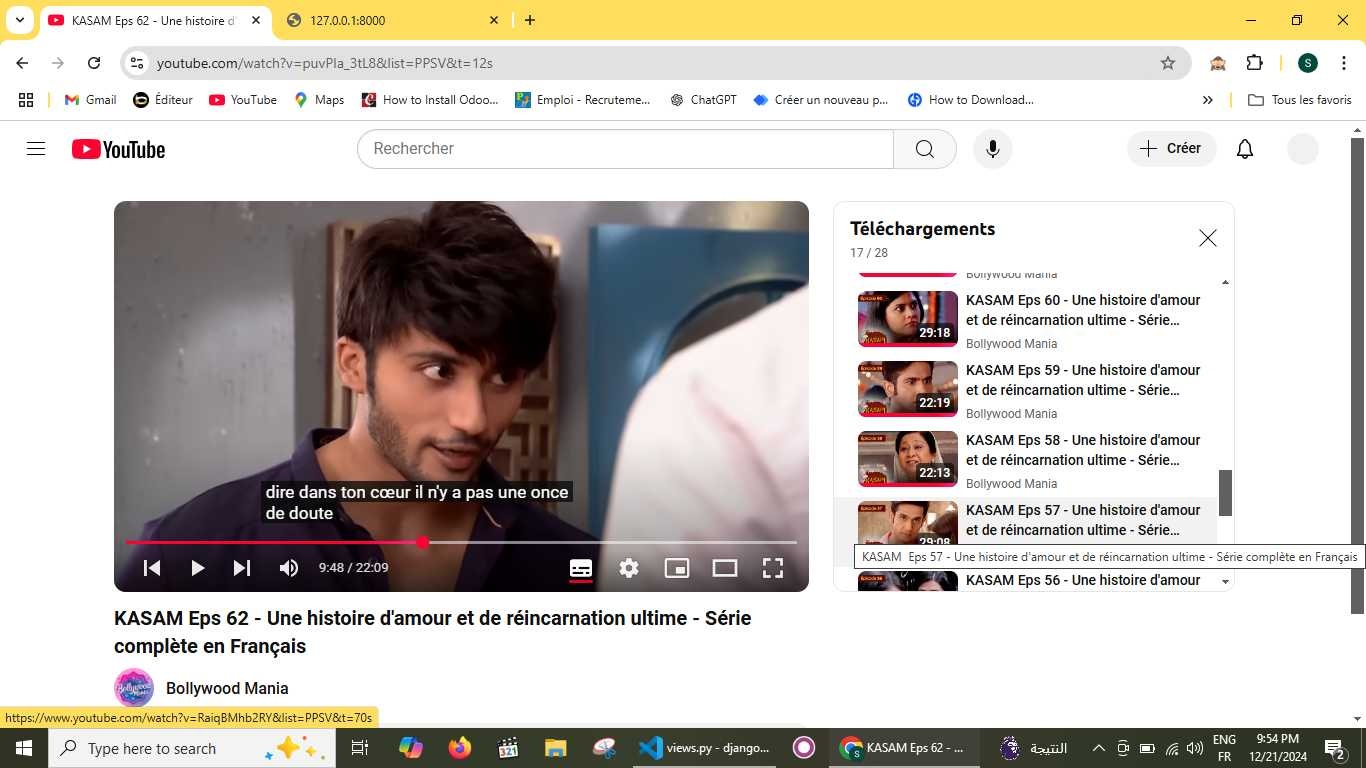 KASAM Eps 62 - Une histoire d
127.0.0.1:8000
youtube.com/watch?v=puvPla_3tL8&list=PPSV&t=12s
S
Gmail
Éditeur
YouTube
Maps
How to Install Odoo...
Emploi - Recruteme...
ChatGPT
Créer un nouveau p...
How to Download...
Tous les favoris
YouTube
Rechercher
Créer
Téléchargements
17 / 28
Bollywood Mania
KASAM Eps 60 - Une histoire d'amour
et de réincarnation ultime - Série...
29:18
Bollywood Mania
KASAM Eps 59 - Une histoire d'amour
et de réincarnation ultime - Série...
22:19
Bollywood Mania
KASAM Eps 58 - Une histoire d'amour
et de réincarnation ultime - Série...
22:13
Bollywood Mania
KASAM Eps 57 - Une histoire d'amour
et de réincarnation ultime - Série...
29:08
KASAM  Eps 57 - Une histoire d'amour et de réincarnation ultime - Série complète en Français
KASAM Eps 56 - Une histoire d'amour
dire dans ton cœur il n'y a pas une once
de doute
9:48 / 22:09
KASAM Eps 62 - Une histoire d'amour et de réincarnation ultime - Série
complète en Français
Bollywood Mania
https://www.youtube.com/watch?v=RaiqBMhb2RY&list=PPSV&t=70s
Type here to search
321
views.py - django...
KASAM Eps 62 - ...
النتيجة
ENG
FR
9:54 PM
12/21/2024
2